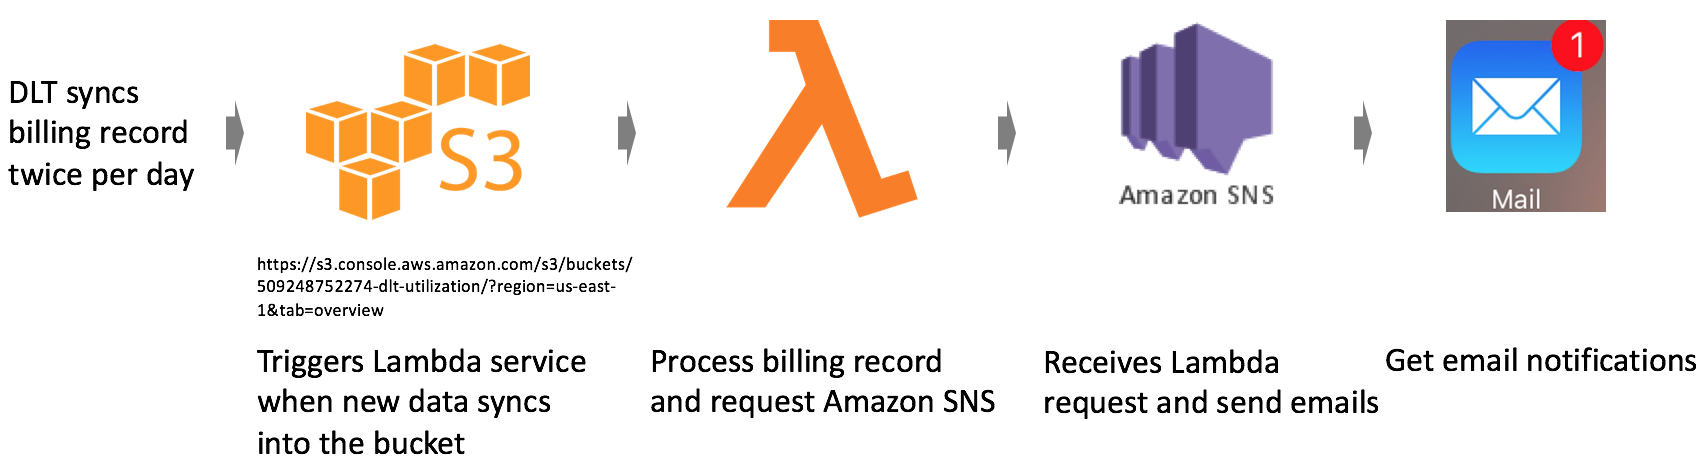 DLT syncs
billing record
twice per day
S3
Amazon SNS
1
Mail
https://s3.console.aws.amazon.com/s3/buckets/
509248752274-dlt-utilization/?region=us-east-
1&tab=overview
Triggers Lambda service
when new data syncs
into the bucket
Process billing record
and request Amazon SNS
Receives Lambda
request and send emails
Get email notifications